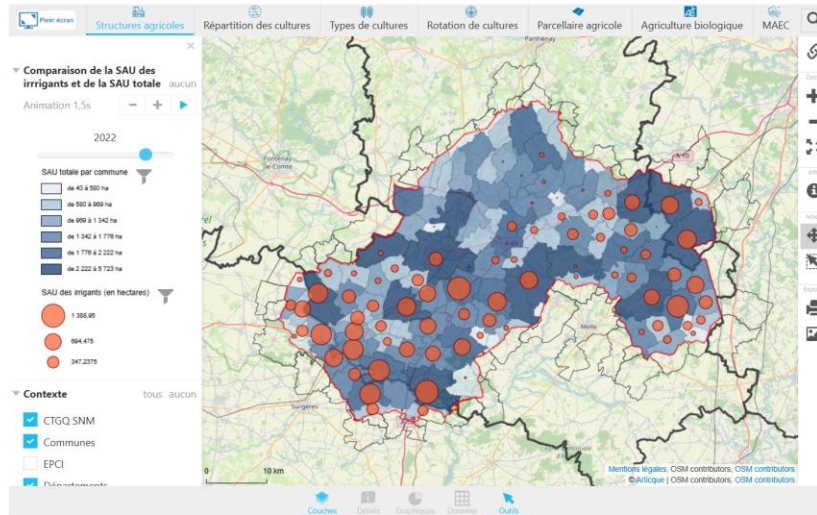 Plein écran
Structures agricoles
Répartition des cultures
Types de cultures
Rotation de cultures
Parcellaire agricole
Agriculture biologique
MAEC
Comparaison de la SAU des
irrrigants et de la SAU totale aucun
Animation 1,5s
2022
SAU totale par commune
de 40 à 580 ha
de 580 à 969 ha
de 969 à 1 342 ha
de 1 342 à 1 776 ha
de 1 776 à 2 222 ha
de 2 222 à 5 723 ha
SAU des irrigants (en hectares)
1 388,95
694,475
347,2375
Contexte tous aucun
CTGQ SNM
Communes
EPCI
Départements
Parthenay
Fontenay-
le-Comte
Melle
Surgères
A 10
0 10 km
Mentions légales, OSM contributors, OSM contributors
© Articque | OSM contributors, OSM contributors
Couches
Détails
Graphiques
Données
Outils